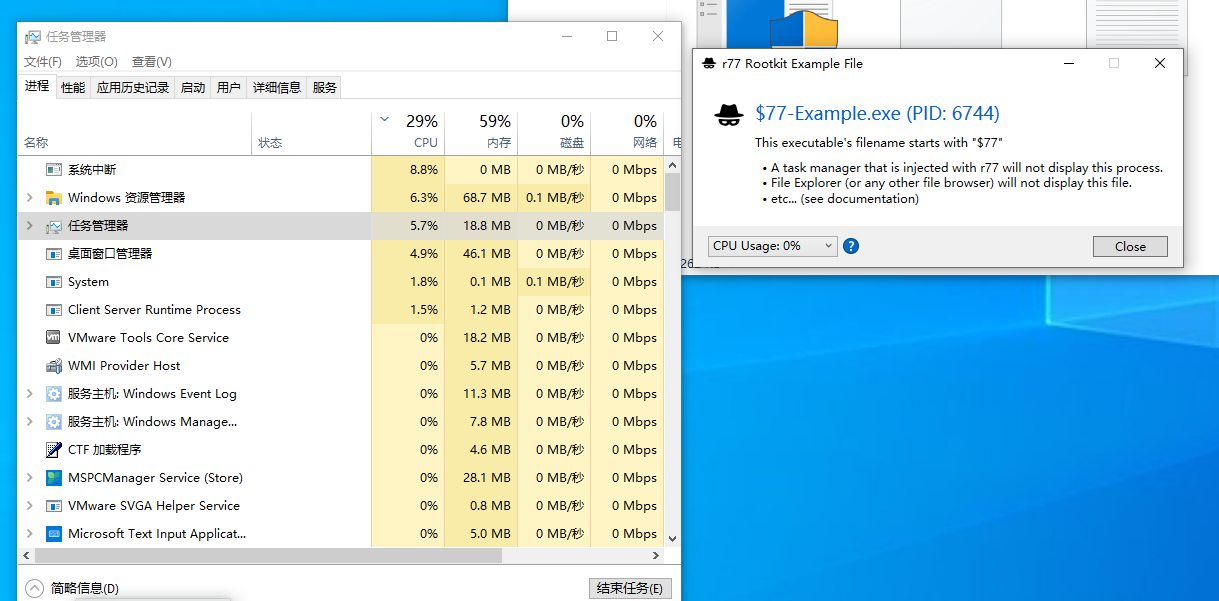 任务管理器
文件(F) 选项(O) 查看(V)
进程 性能 应用历史记录 启动 用户 详细信息 服务
29% 59% 0% 0%
名称 状态 CPU 内存 磁盘 网络 电
系统中断 8.8% 0 MB 0 MB/秒 0 Mbps
Windows 资源管理器 6.3% 68.7 MB 0.1 MB/秒 0 Mbps
任务管理器 5.7% 18.8 MB 0 MB/秒 0 Mbps
桌面窗口管理器 4.9% 46.1 MB 0 MB/秒 0 Mbps
System 1.8% 0.1 MB 0.1 MB/秒 0 Mbps
Client Server Runtime Process 1.5% 1.2 MB 0 MB/秒 0 Mbps
VMware Tools Core Service 0% 18.2 MB 0 MB/秒 0 Mbps
WMI Provider Host 0% 5.7 MB 0 MB/秒 0 Mbps
服务主机: Windows Event Log 0% 11.3 MB 0 MB/秒 0 Mbps
服务主机: Windows Manage... 0% 7.8 MB 0 MB/秒 0 Mbps
CTF 加载程序 0% 4.6 MB 0 MB/秒 0 Mbps
MSPCManager Service (Store) 0% 28.1 MB 0 MB/秒 0 Mbps
VMware SVGA Helper Service 0% 0.8 MB 0 MB/秒 0 Mbps
Microsoft Text Input Applicat... 0% 5.0 MB 0 MB/秒 0 Mbps
简略信息(D) 结束任务(E)
r77 Rootkit Example File
$77-Example.exe (PID: 6744)
This executable's filename starts with "$77"
• A task manager that is injected with r77 will not display this process.
• File Explorer (or any other file browser) will not display this file.
• etc... (see documentation)
CPU Usage: 0% ? Close